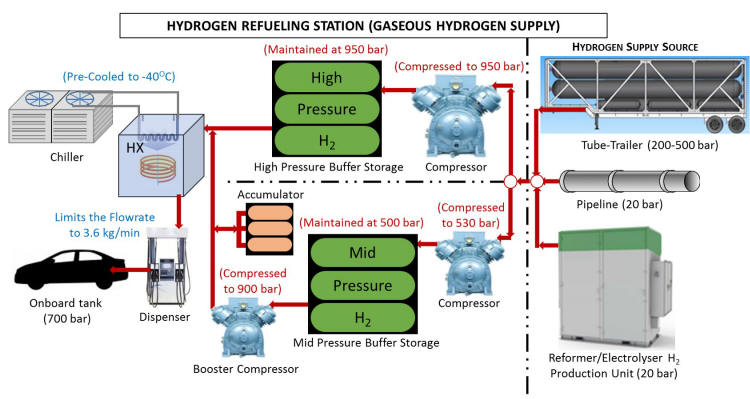 HYDROGEN REFUELING STATION (GASEOUS HYDROGEN SUPPLY)
HYDROGEN SUPPLY SOURCE
(Maintained at 950 bar)
(Compressed to 950 bar)
(Pre-Cooled to -40⁰C)
High
Pressure
H₂
HX
Chiller
High Pressure Buffer Storage
Compressor
Tube-Trailer (200-500 bar)
Accumulator
Pipeline (20 bar)
Limits the Flowrate
to 3.6 kg/min
(Maintained at 500 bar)
(Compressed
to 530 bar)
Mid
Pressure
H₂
(Compressed
to 900 bar)
Onboard tank
(700 bar)
Dispenser
Compressor
Mid Pressure Buffer Storage
Booster Compressor
Reformer/Electrolyser H₂
Production Unit (20 bar)